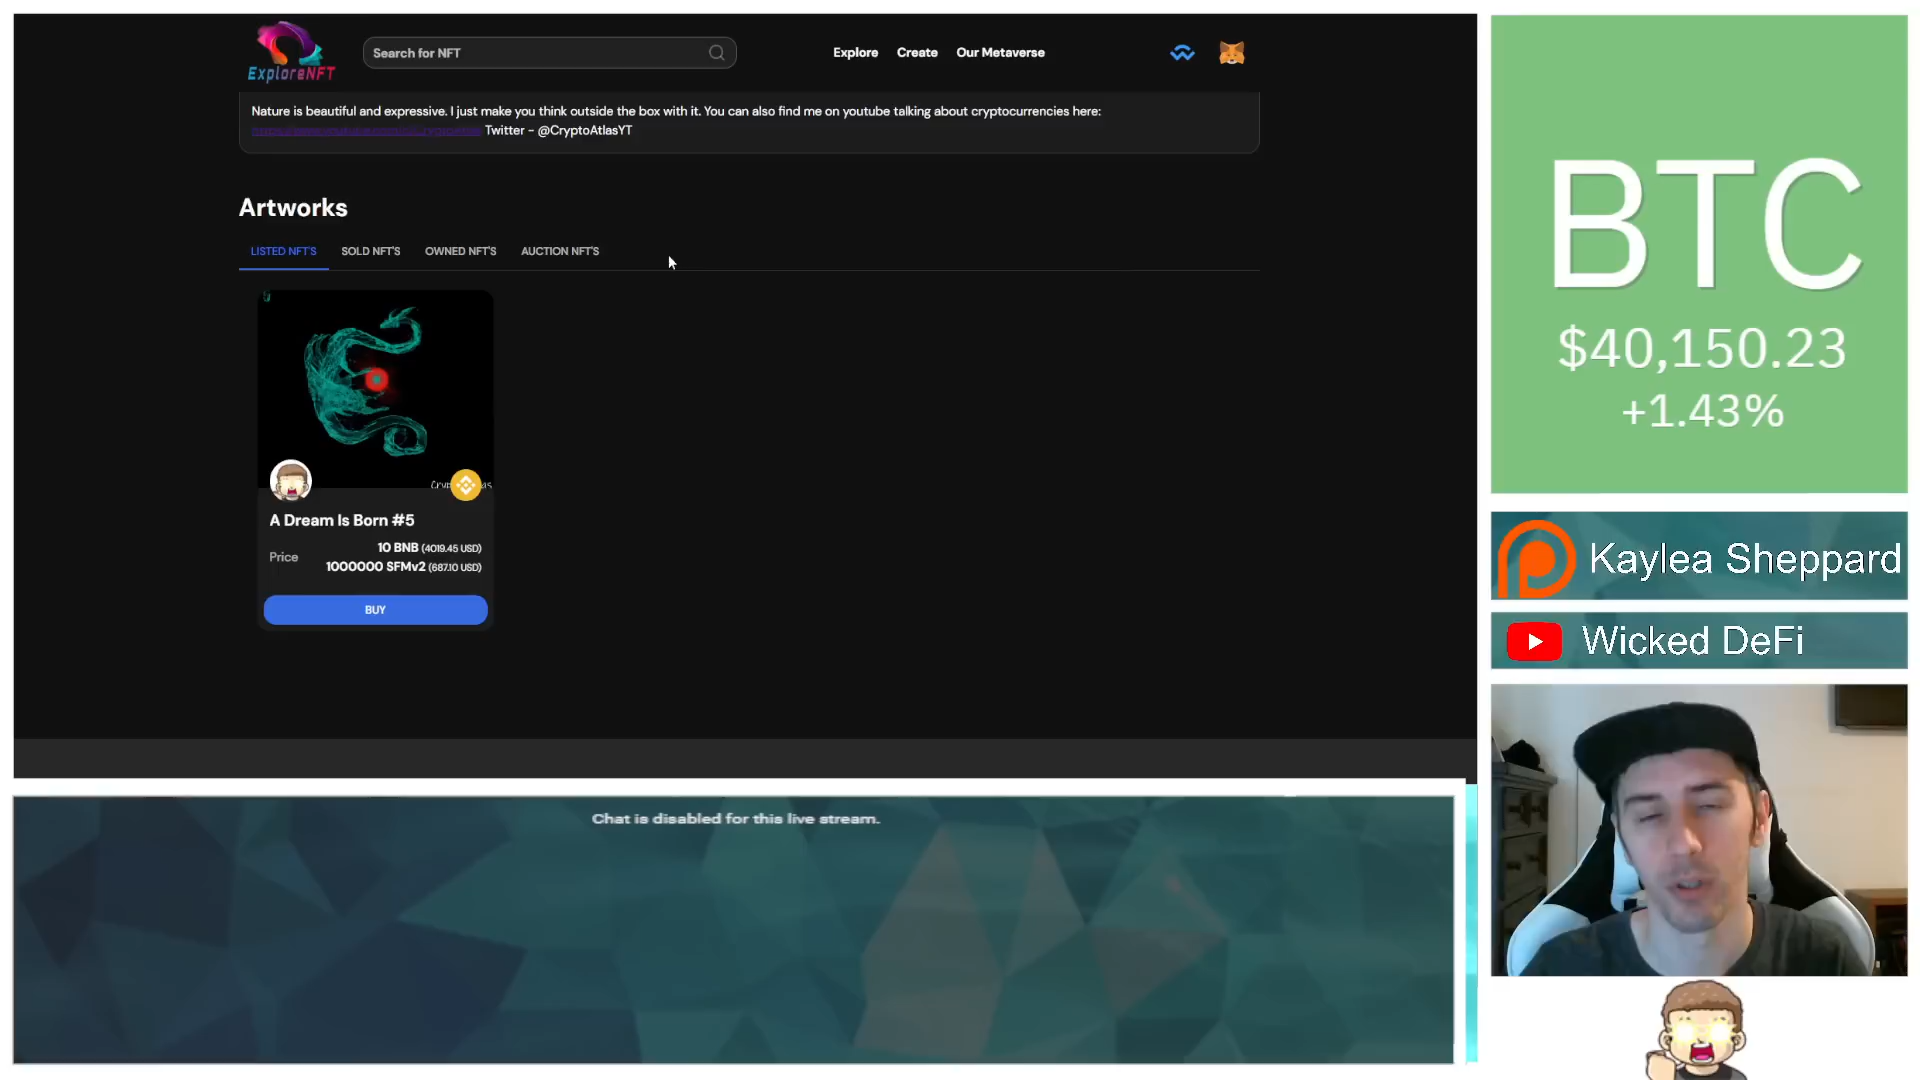 ExploreNFT
Search for NFT
Explore
Create
Our Metaverse
Nature is beautiful and expressive. I just make you think outside the box with it. You can also find me on youtube talking about cryptocurrencies here:
Twitter - @CryptoAtlasYT
Artworks
LISTED NFT'S
SOLD NFT'S
OWNED NFT'S
AUCTION NFT'S
A Dream Is Born #5
Price
10 BNB (4019.45 USD)
1000000 SFMv2 (687.10 USD)
BUY
Chat is disabled for this live stream.
BTC
$40,150.23
+1.43%
Kaylea Sheppard
Wicked DeFi